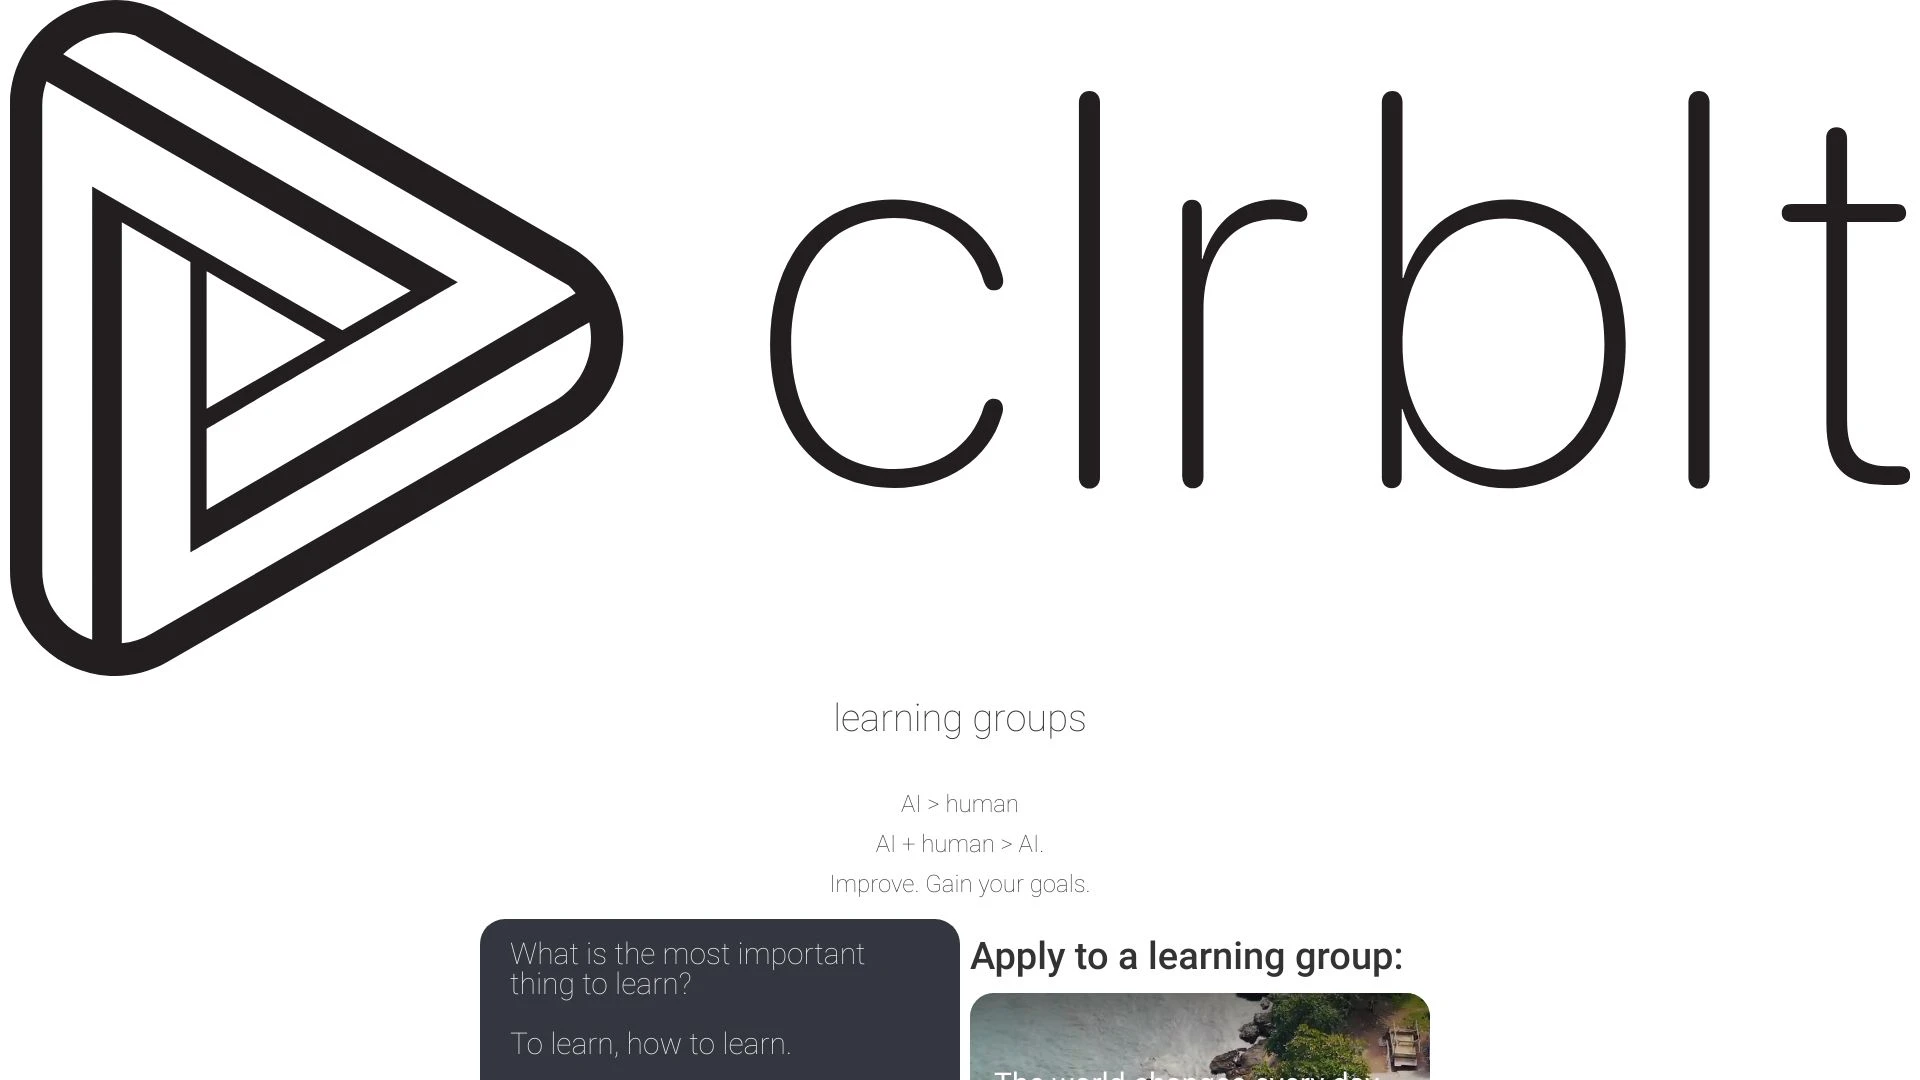 clrblt
learning groups
AI > human
AI + human > AI.
Improve. Gain your goals.
What is the most important
thing to learn?
To learn, how to learn.
Apply to a learning group:
The world changes every day